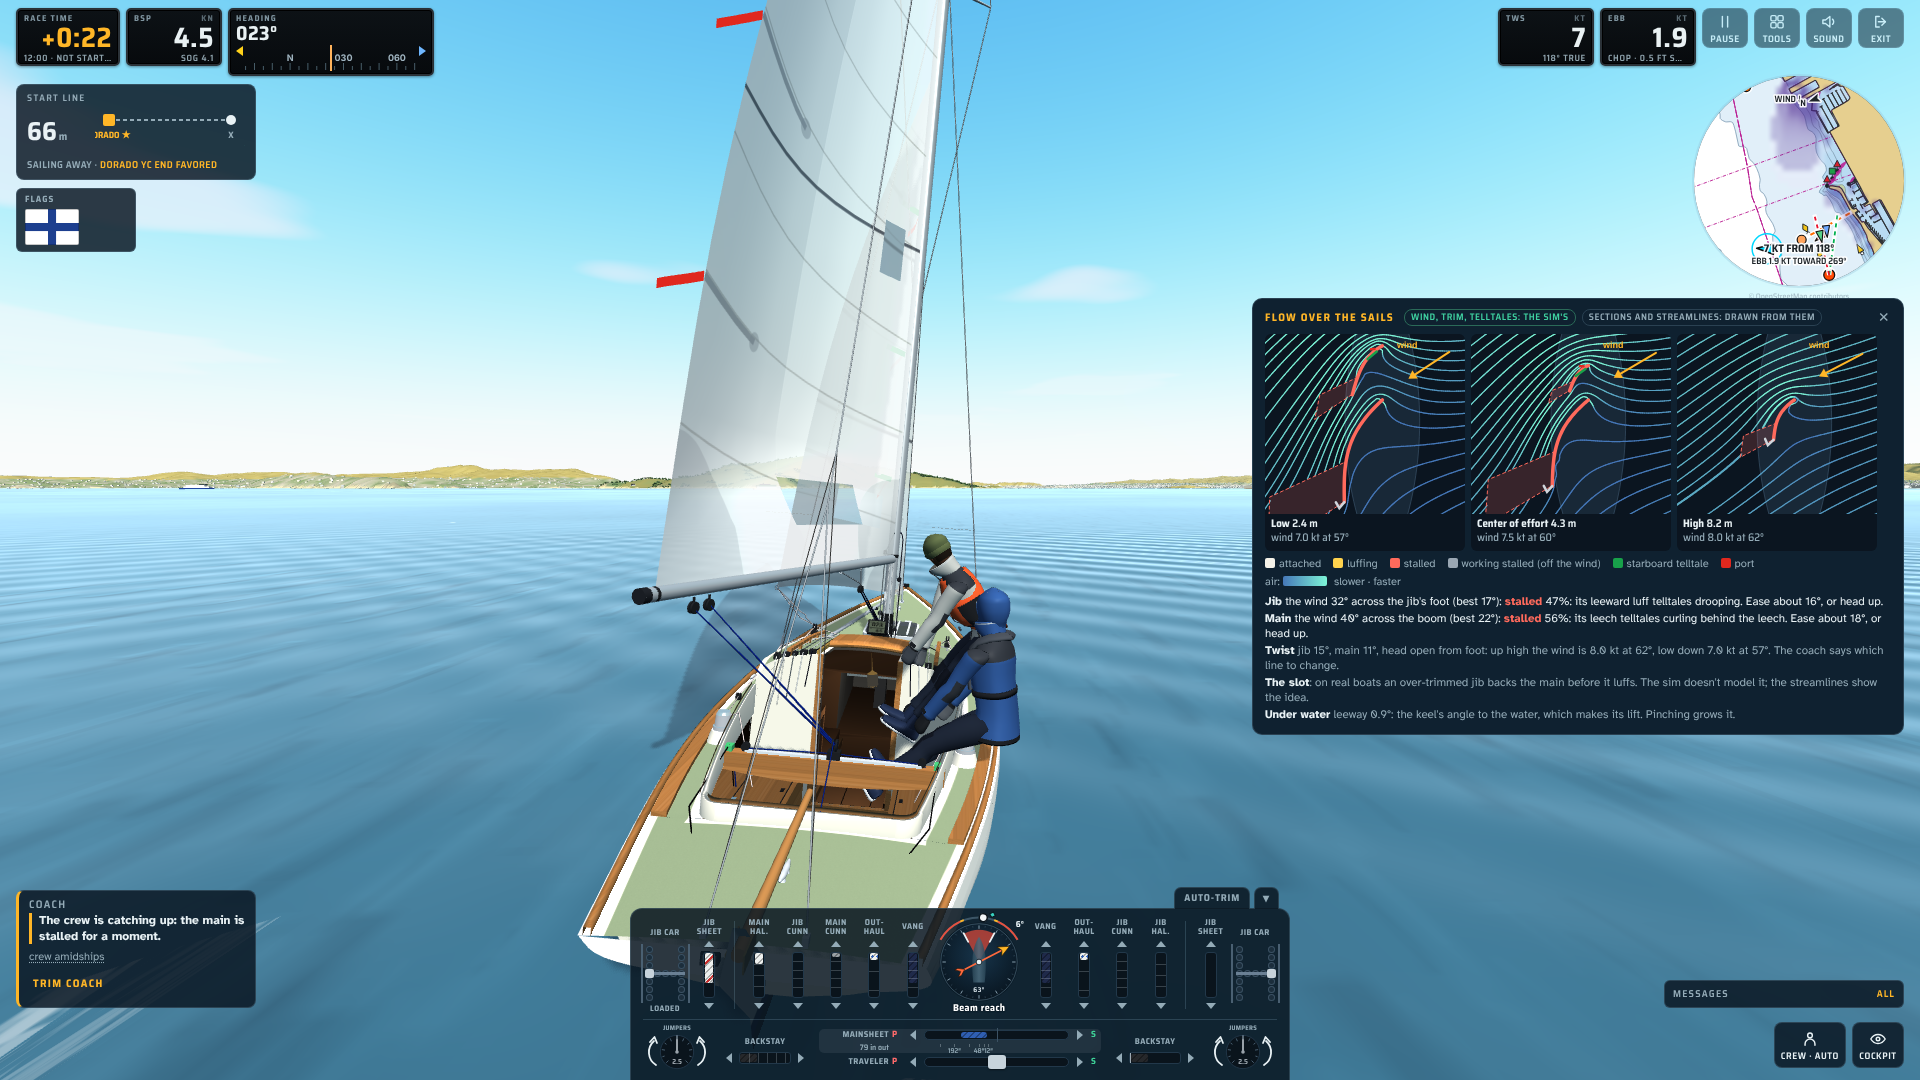 RACE TIME
+0:22
12:00 · NOT START...
BSP KN
4.5
SOG 4.1
HEADING
023°
N 030 060
TWS KT
7
118° TRUE
EBB KT
1.9
CHOP · 0.5 FT S...
PAUSE
TOOLS
SOUND
EXIT
START LINE
66 m
ORADO ★ X
SAILING AWAY · DORADO YC END FAVORED
FLAGS
WIND
N
7 KT FROM 118°
EBB 1.9 KT TOWARD 269°
© OpenStreetMap contributors
FLOW OVER THE SAILS
WIND, TRIM, TELLTALES: THE SIM'S
SECTIONS AND STREAMLINES: DRAWN FROM THEM
wind
wind
wind
Low 2.4 m
wind 7.0 kt at 57°
Center of effort 4.3 m
wind 7.5 kt at 60°
High 8.2 m
wind 8.0 kt at 62°
attached luffing stalled working stalled (off the wind) starboard telltale port
air: slower · faster
Jib the wind 32° across the jib's foot (best 17°): stalled 47%: its leeward luff telltales drooping. Ease about 16°, or head up.
Main the wind 40° across the boom (best 22°): stalled 56%: its leech telltales curling behind the leech. Ease about 18°, or
head up.
Twist jib 15°, main 11°, head open from foot: up high the wind is 8.0 kt at 62°, low down 7.0 kt at 57°. The coach says which
line to change.
The slot: on real boats an over-trimmed jib backs the main before it luffs. The sim doesn't model it; the streamlines show
the idea.
Under water leeway 0.9°: the keel's angle to the water, which makes its lift. Pinching grows it.
COACH
The crew is catching up: the main is
stalled for a moment.
crew amidships
TRIM COACH
AUTO-TRIM ▼
JIB CAR
LOADED
JIB
SHEET
MAIN
HAL.
JIB
CUNN
MAIN
CUNN
OUT-
HAUL
VANG
6°
63°
Beam reach
VANG
OUT-
HAUL
JIB
CUNN
JIB
HAL.
JIB
SHEET
JIB CAR
JUMPERS
2.5
BACKSTAY
MAINSHEET P S
79 in out
192° 48°12°
TRAVELER P S
BACKSTAY
JUMPERS
2.5
MESSAGES ALL
CREW · AUTO
COCKPIT